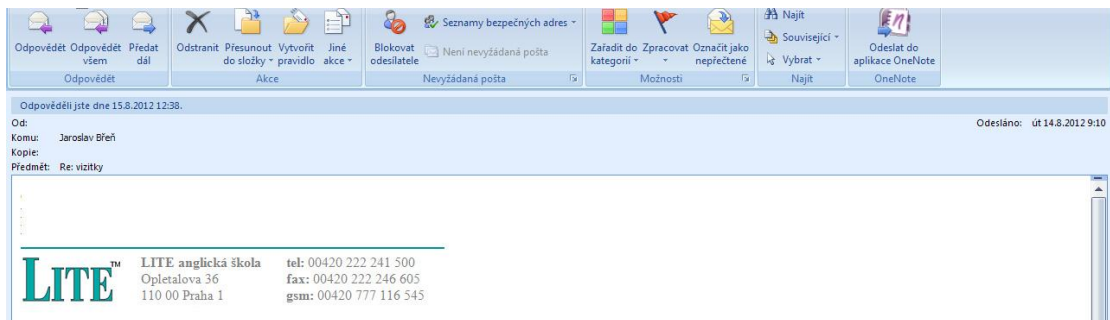 Odpovědět Odpovědět všem Předat dál
Odpovědět
Odstranit Přesunout do složky Vytvořit pravidlo Jiné akce
Akce
Blokovat odesílatele
Seznamy bezpečných adres
Není nevyžádaná pošta
Nevyžádaná pošta
Zařadit do kategorií Zpracovat Označit jako nepřečtené
Možnosti
Najít
Související
Vybrat
Najít
Odeslat do aplikace OneNote
OneNote
Odpověděli jste dne 15.8.2012 12:38.
Od:
Odesláno: út 14.8.2012 9:10
Komu: Jaroslav Břeň
Kopie:
Předmět: Re: vizitky
LITE™
LITE anglická škola
Opletalova 36
110 00 Praha 1
tel: 00420 222 241 500
fax: 00420 222 246 605
gsm: 00420 777 116 545